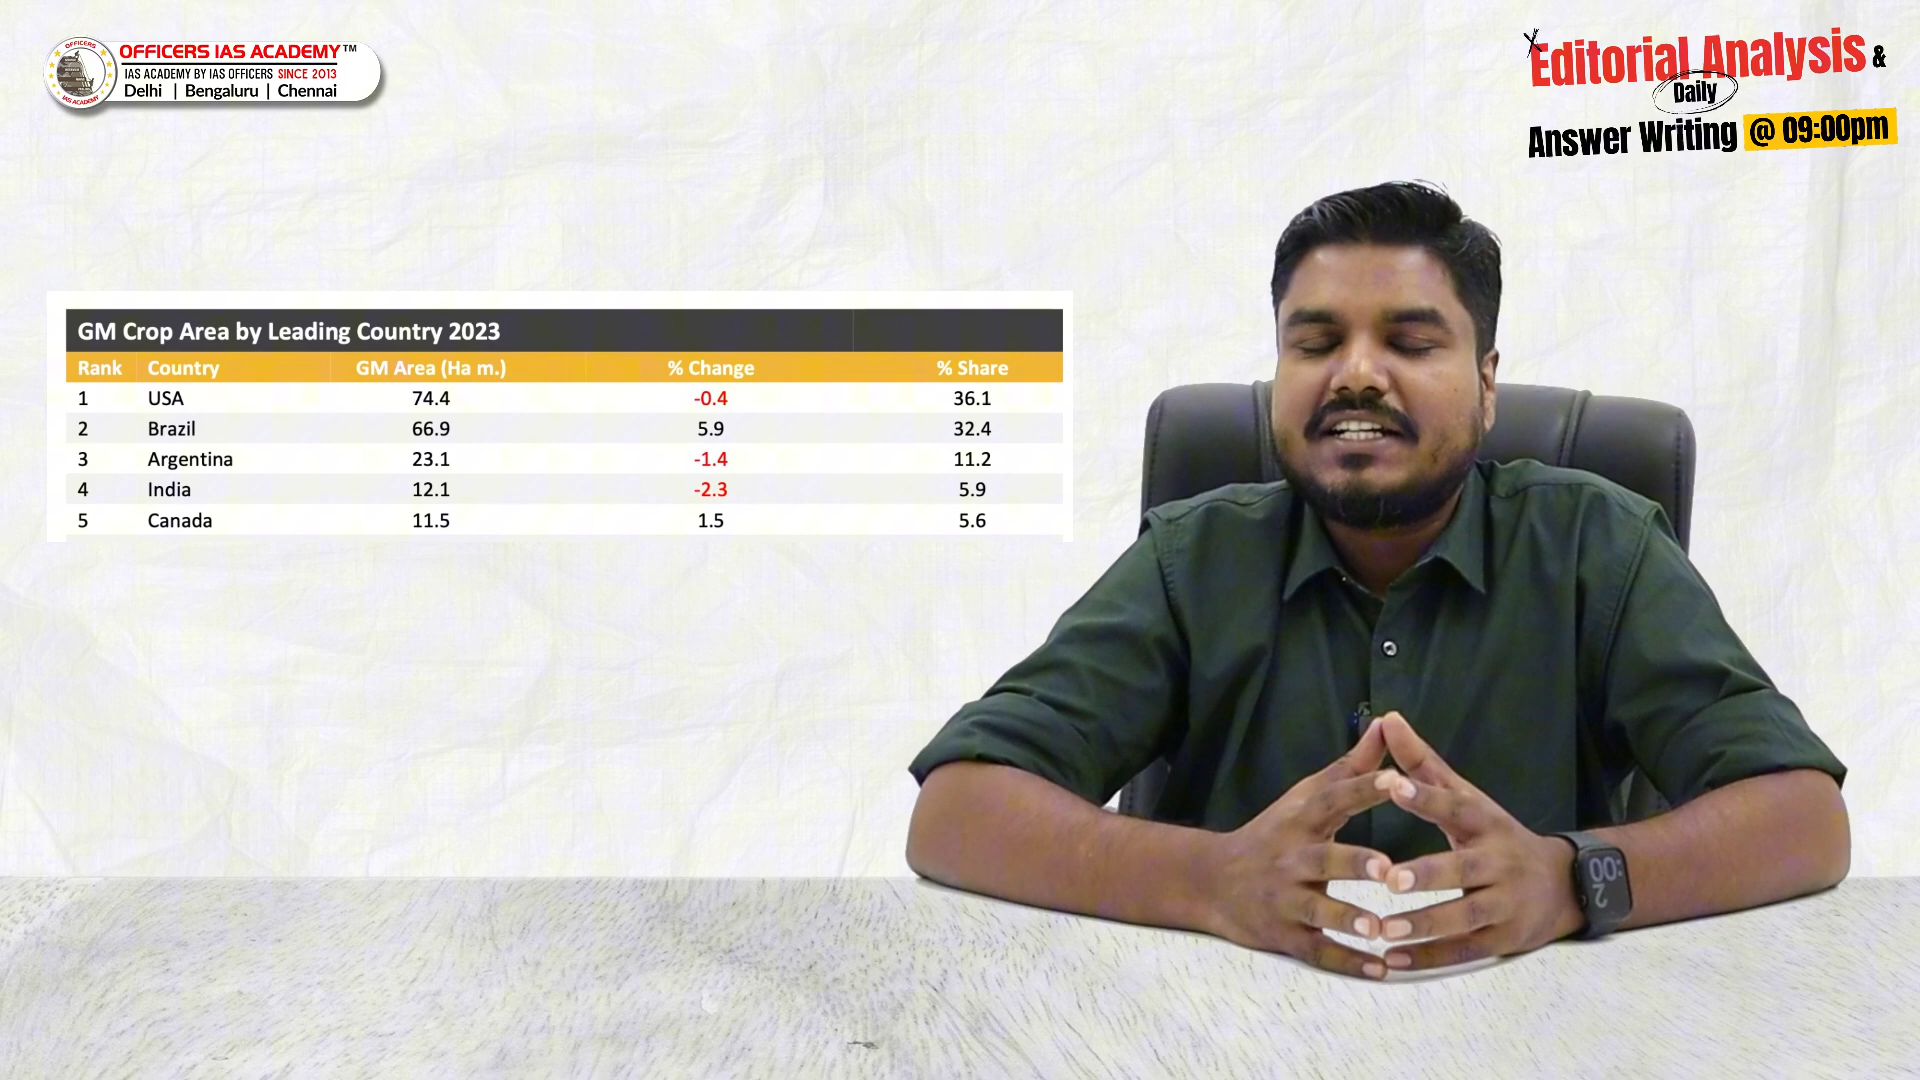 OFFICERS IAS ACADEMY™
IAS ACADEMY BY IAS OFFICERS SINCE 2013
Delhi | Bengaluru | Chennai
OFFICERS
IAS ACADEMY
Editorial Analysis &
Daily
Answer Writing @ 09:00pm
GM Crop Area by Leading Country 2023
Rank Country GM Area (Ha m.) % Change % Share
1 USA 74.4 -0.4 36.1
2 Brazil 66.9 5.9 32.4
3 Argentina 23.1 -1.4 11.2
4 India 12.1 -2.3 5.9
5 Canada 11.5 1.5 5.6